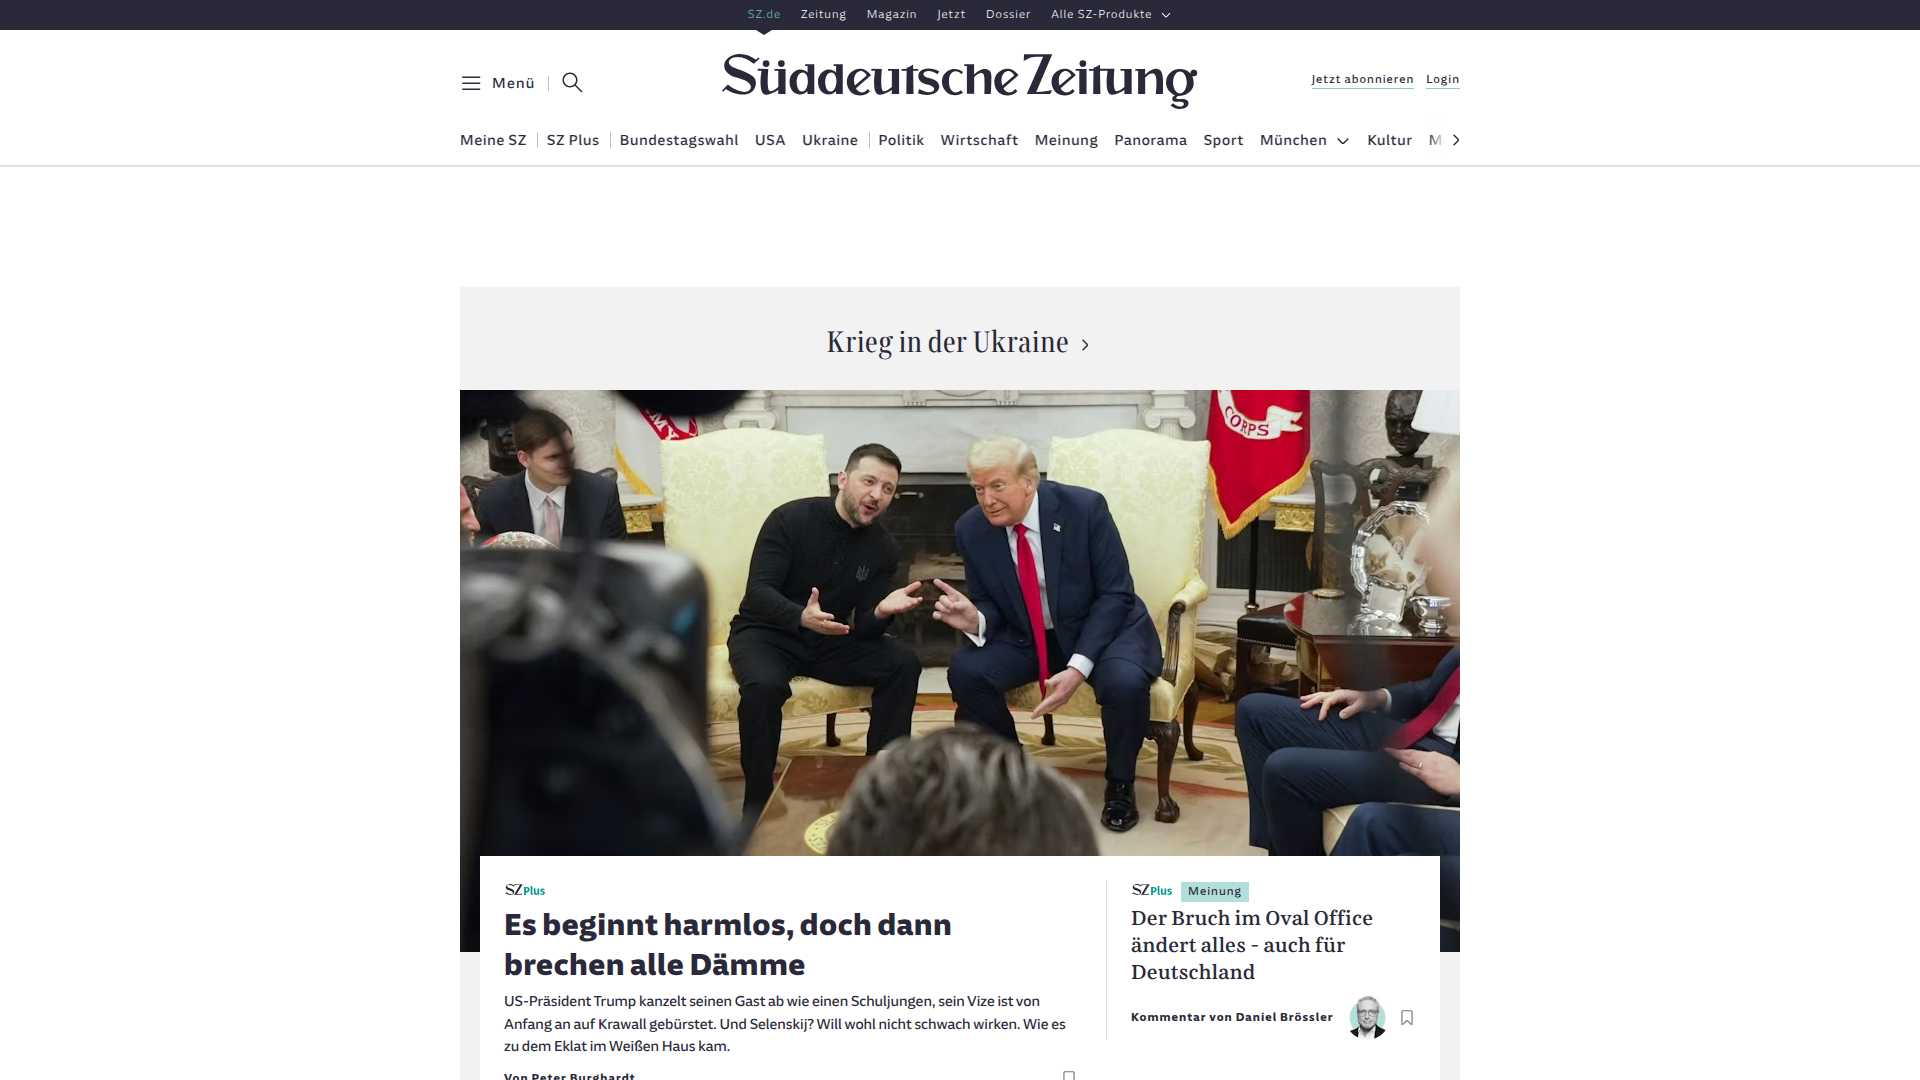 SZ.de Zeitung Magazin Jetzt Dossier Alle SZ-Produkte
Menü
Süddeutsche Zeitung
Jetzt abonnieren Login
Meine SZ SZ Plus Bundestagswahl USA Ukraine Politik Wirtschaft Meinung Panorama Sport München Kultur M
Krieg in der Ukraine
CORPS
SZ Plus
Es beginnt harmlos, doch dann
brechen alle Dämme
US-Präsident Trump kanzelt seinen Gast ab wie einen Schuljungen, sein Vize ist von
Anfang an auf Krawall gebürstet. Und Selenskij? Will wohl nicht schwach wirken. Wie es
zu dem Eklat im Weißen Haus kam.
Von Peter Burghardt
SZ Plus Meinung
Der Bruch im Oval Office
ändert alles - auch für
Deutschland
Kommentar von Daniel Brössler